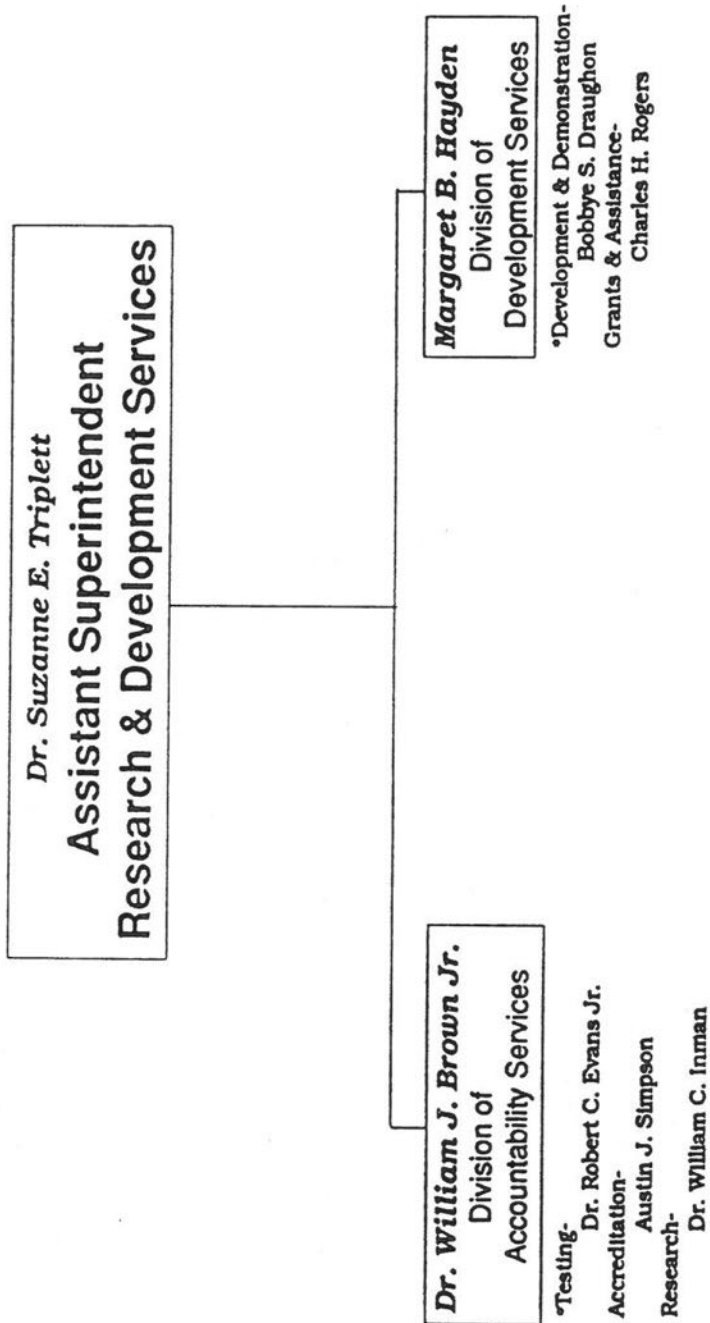 Dr. Suzanne E. Triplett
Assistant Superintendent
Research & Development Services
Dr. William J. Brown Jr.
Division of
Accountability Services
*Testing-
Dr. Robert C. Evans Jr.
Accreditation-
Austin J. Simpson
Research-
Dr. William C. Inman
Margaret B. Hayden
Division of
Development Services
*Development & Demonstration-
Bobbye S. Draughon
Grants & Assistance-
Charles H. Rogers